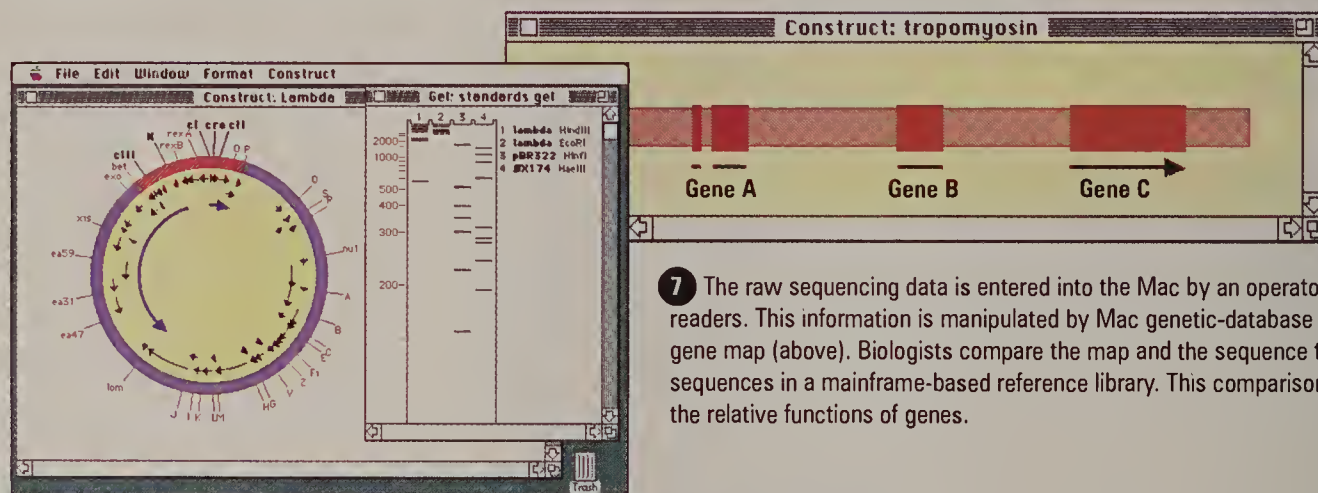 Construct: tropomyosin
Gene A
Gene B
Gene C
File Edit Window Format Construct
Construct: Lambda
Gel: standards gel
cI cro cII
rexA
rexB
N
cIII
bet
exo
O P
Q
S
R
xis
ea59
ea31
ea47
lom
J I K L M
H G
Z
F1
nu1
A
B
C
E
1 2 3 4
2000
1000
500
400
300
200
1 lambda HindIII
2 lambda EcoRI
3 pBR322 HinfI
4 ØX174 HaeIII
Trash
7 The raw sequencing data is entered into the Mac by an operato
readers. This information is manipulated by Mac genetic-database
gene map (above). Biologists compare the map and the sequence t
sequences in a mainframe-based reference library. This comparison
the relative functions of genes.